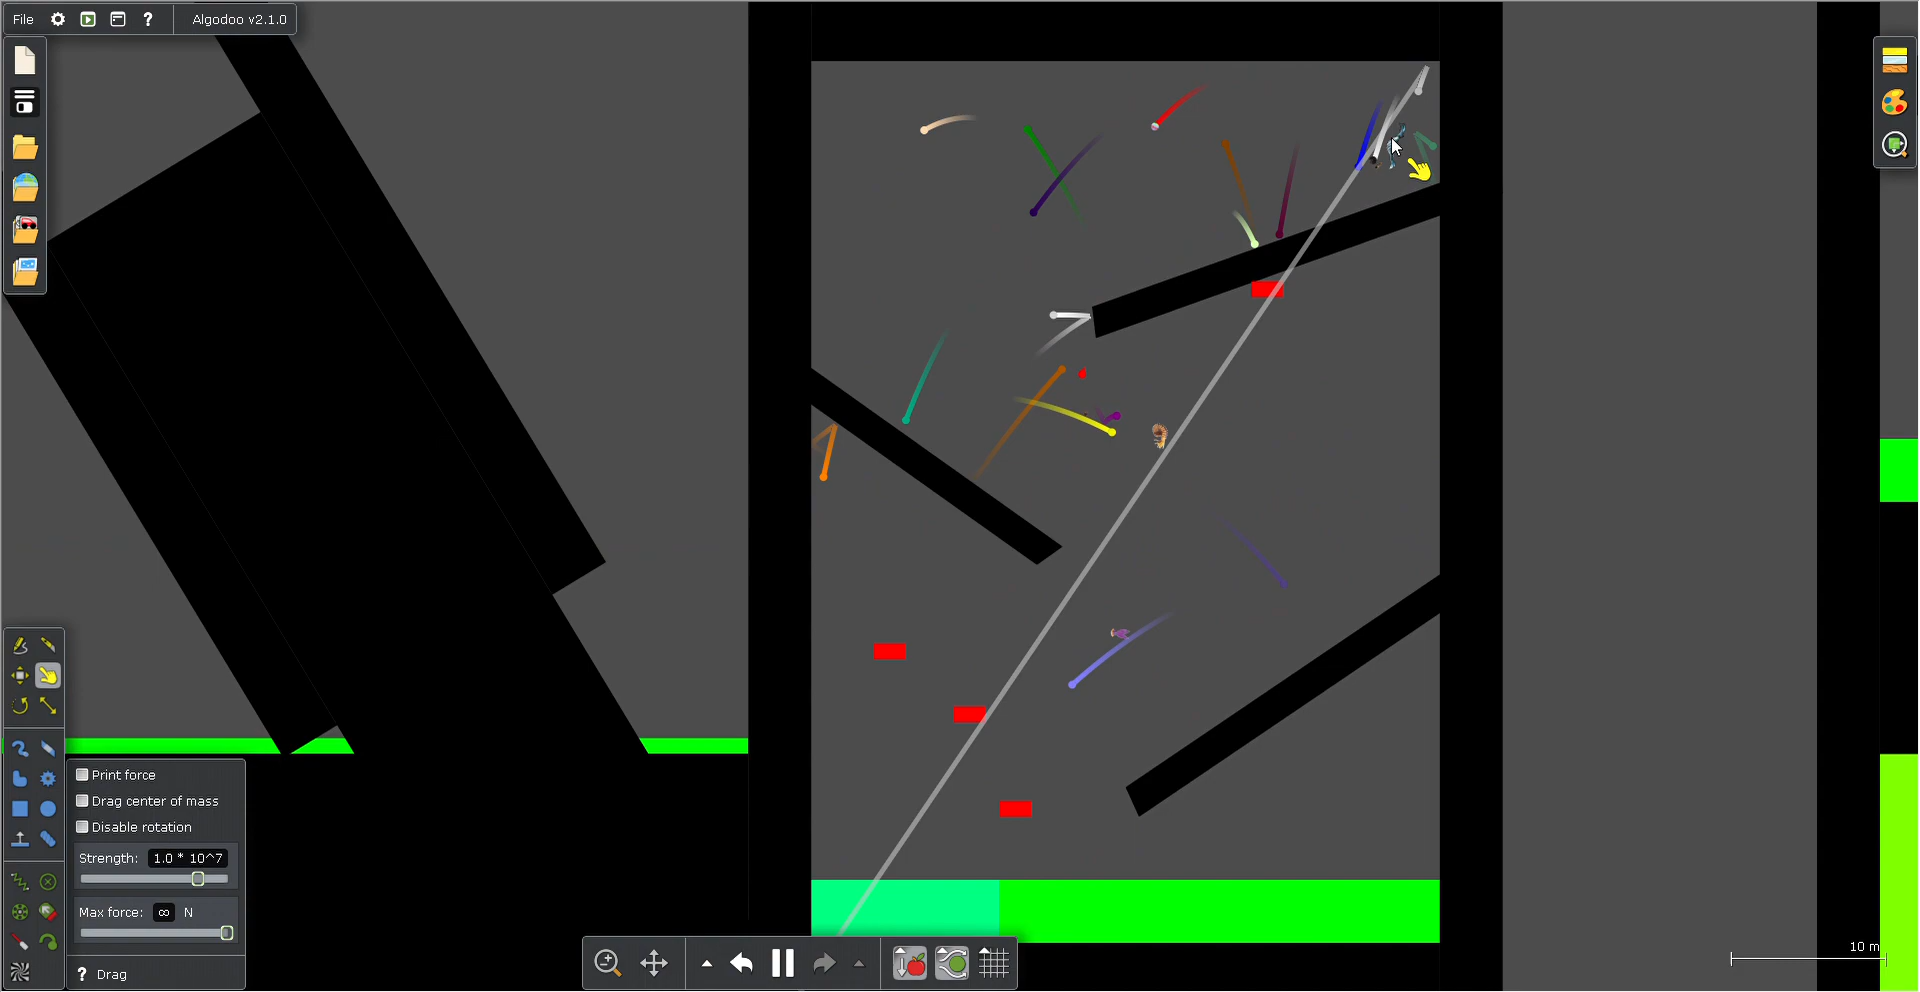 File ? Algodoo v2.1.0
Print force
Drag center of mass
Disable rotation
Strength: 1.0 * 10^7
Max force: ∞ N
? Drag
10 m